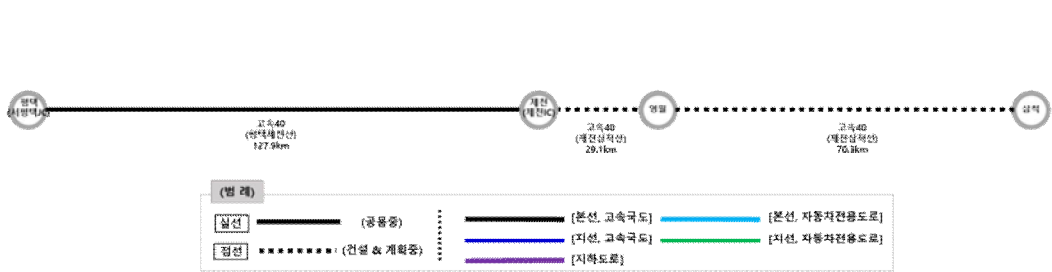 평택
(서평택JC)
제천
(제천IC)
영월
삼척
고속40
(평택제천선)
127.9km
고속40
(제천삼척선)
29.1km
고속40
(제천삼척선)
70.3km
(범 례)
실선 (공용중)
점선 (건설 & 계획중)
[본선, 고속국도] [본선, 자동차전용도로]
[지선, 고속국도] [지선, 자동차전용도로]
[지하도로]